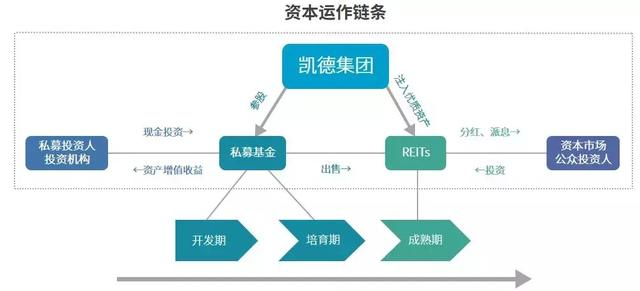 资本运作链条
凯德集团
参股
注入优质资产
私募投资人
投资机构
现金投资→
←资产增值收益
私募基金
出售→
REITs
分红、派息→
←投资
资本市场
公众投资人
开发期
培育期
成熟期